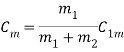 C_m = \frac{m_1}{m_1 + m_2} C_{1m}